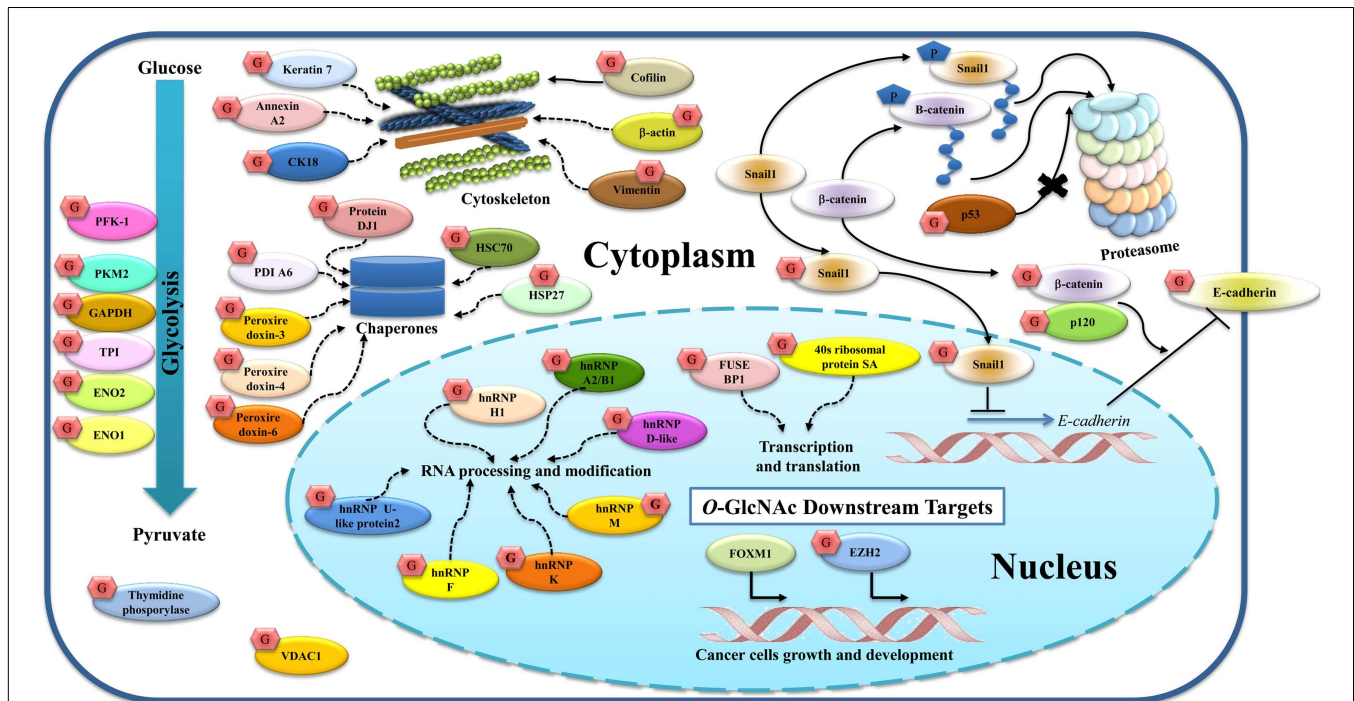 Glucose
Glycolysis
Pyruvate
G
PFK-1
G
PKM2
G
GAPDH
G
TPI
G
ENO2
G
ENO1
G
Thymidine
phosporylase
G
VDAC1
G
Keratin 7
G
Annexin
A2
G
CK18
G
Cofilin
G
β-actin
G
Vimentin
Cytoskeleton
G
Protein
DJ1
G
PDI A6
G
Peroxire
doxin-3
G
Peroxire
doxin-4
G
Peroxire
doxin-6
G
HSC70
G
HSP27
Chaperones
Cytoplasm
Snail1
β-catenin
P
Snail1
P
B-catenin
G
p53
Proteasome
G
Snail1
G
β-catenin
G
p120
G
E-cadherin
G
hnRNP
H1
G
hnRNP
A2/B1
G
hnRNP
D-like
RNA processing and modification
G
hnRNP U-
like protein2
G
hnRNP
F
G
hnRNP
K
hnRNP
M
G
G
FUSE
BP1
G
40s ribosomal
protein SA
Transcription
and translation
G
Snail1
E-cadherin
O-GlcNAc Downstream Targets
Nucleus
FOXM1
G
EZH2
Cancer cells growth and development